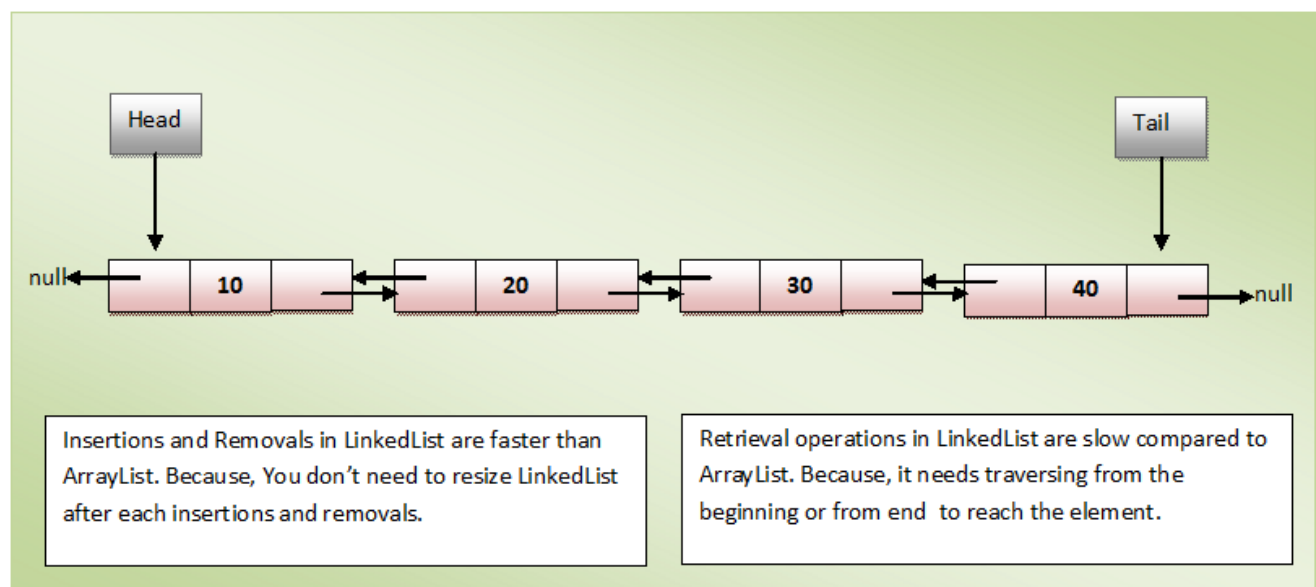 Head
Tail
null
10
20
30
40
null
Insertions and Removals in LinkedList are faster than
ArrayList. Because, You don’t need to resize LinkedList
after each insertions and removals.
Retrieval operations in LinkedList are slow compared to
ArrayList. Because, it needs traversing from the
beginning or from end  to reach the element.